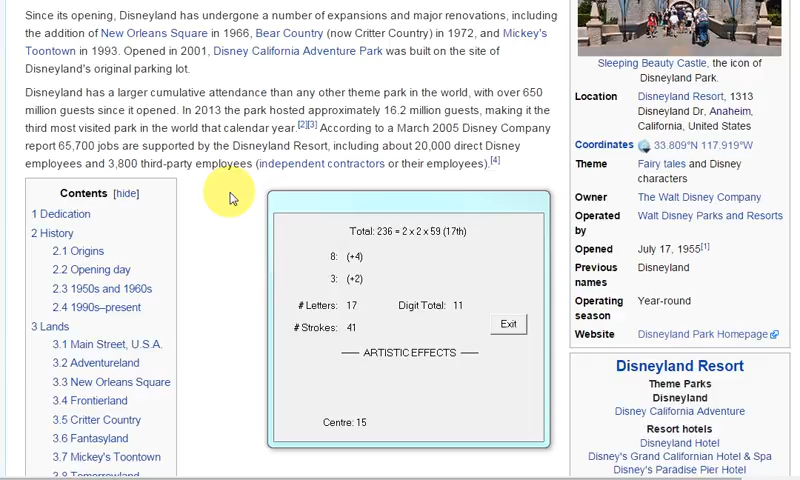 Since its opening, Disneyland has undergone a number of expansions and major renovations, including
the addition of New Orleans Square in 1966, Bear Country (now Critter Country) in 1972, and Mickey's
Toontown in 1993. Opened in 2001, Disney California Adventure Park was built on the site of
Disneyland's original parking lot.
Disneyland has a larger cumulative attendance than any other theme park in the world, with over 650
million guests since it opened. In 2013 the park hosted approximately 16.2 million guests, making it the
third most visited park in the world that calendar year.[2][3] According to a March 2005 Disney Company
report 65,700 jobs are supported by the Disneyland Resort, including about 20,000 direct Disney
employees and 3,800 third-party employees (independent contractors or their employees).[4]
Contents [hide]
1 Dedication
2 History
2.1 Origins
2.2 Opening day
2.3 1950s and 1960s
2.4 1990s–present
3 Lands
3.1 Main Street, U.S.A.
3.2 Adventureland
3.3 New Orleans Square
3.4 Frontierland
3.5 Critter Country
3.6 Fantasyland
3.7 Mickey's Toontown
3.8 Tomorrowland
Total: 236 = 2 x 2 x 59 (17th)
8: (+4)
3: (+2)
# Letters: 17 Digit Total: 11
# Strokes: 41
Exit
ARTISTIC EFFECTS
Centre: 15
Sleeping Beauty Castle, the icon of
Disneyland Park.
Location Disneyland Resort, 1313
Disneyland Dr, Anaheim,
California, United States
Coordinates 33.809°N 117.919°W
Theme Fairy tales and Disney
characters
Owner The Walt Disney Company
Operated Walt Disney Parks and Resorts
by
Opened July 17, 1955[1]
Previous Disneyland
names
Operating Year-round
season
Website Disneyland Park Homepage
Disneyland Resort
Theme Parks
Disneyland
Disney California Adventure
Resort hotels
Disneyland Hotel
Disney's Grand Californian Hotel & Spa
Disney's Paradise Pier Hotel